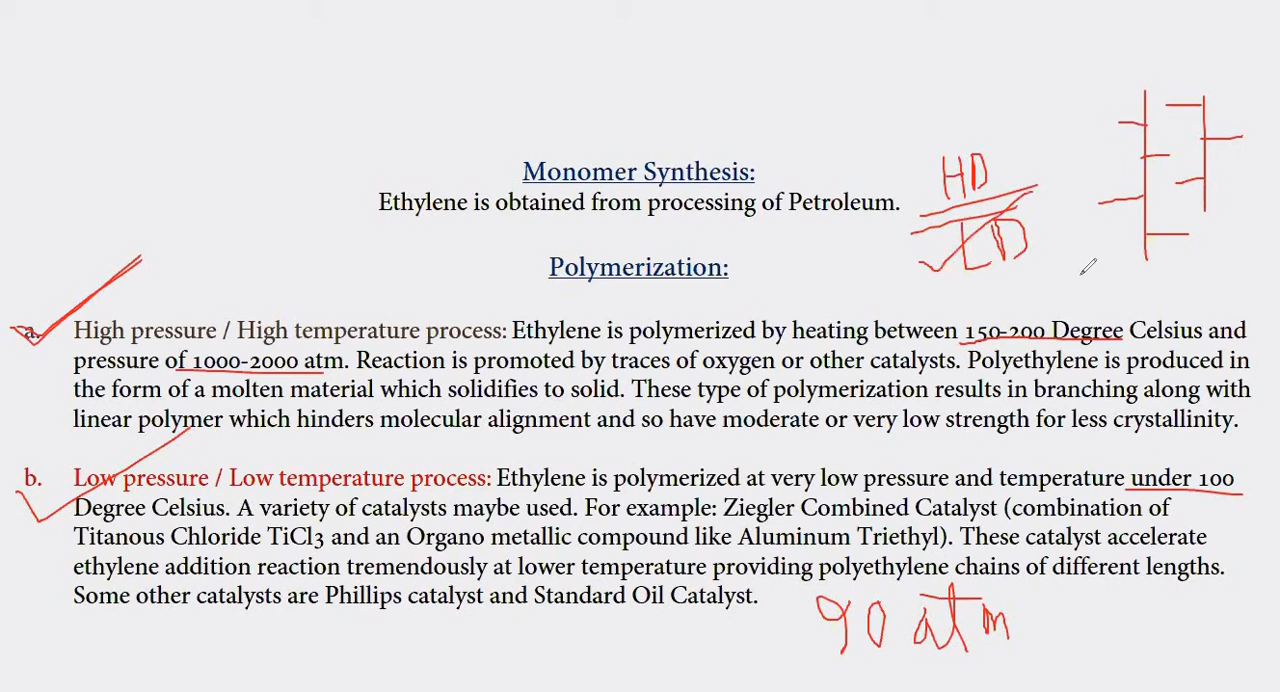 Monomer Synthesis:
Ethylene is obtained from processing of Petroleum.
HD
LD
Polymerization:
a. High pressure / High temperature process: Ethylene is polymerized by heating between 150-200 Degree Celsius and
pressure of 1000-2000 atm. Reaction is promoted by traces of oxygen or other catalysts. Polyethylene is produced in
the form of a molten material which solidifies to solid. These type of polymerization results in branching along with
linear polymer which hinders molecular alignment and so have moderate or very low strength for less crystallinity.
b. Low pressure / Low temperature process: Ethylene is polymerized at very low pressure and temperature under 100
Degree Celsius. A variety of catalysts maybe used. For example: Ziegler Combined Catalyst (combination of
Titanous Chloride TiCl3 and an Organo metallic compound like Aluminum Triethyl). These catalyst accelerate
ethylene addition reaction tremendously at lower temperature providing polyethylene chains of different lengths.
Some other catalysts are Phillips catalyst and Standard Oil Catalyst.
90 atm